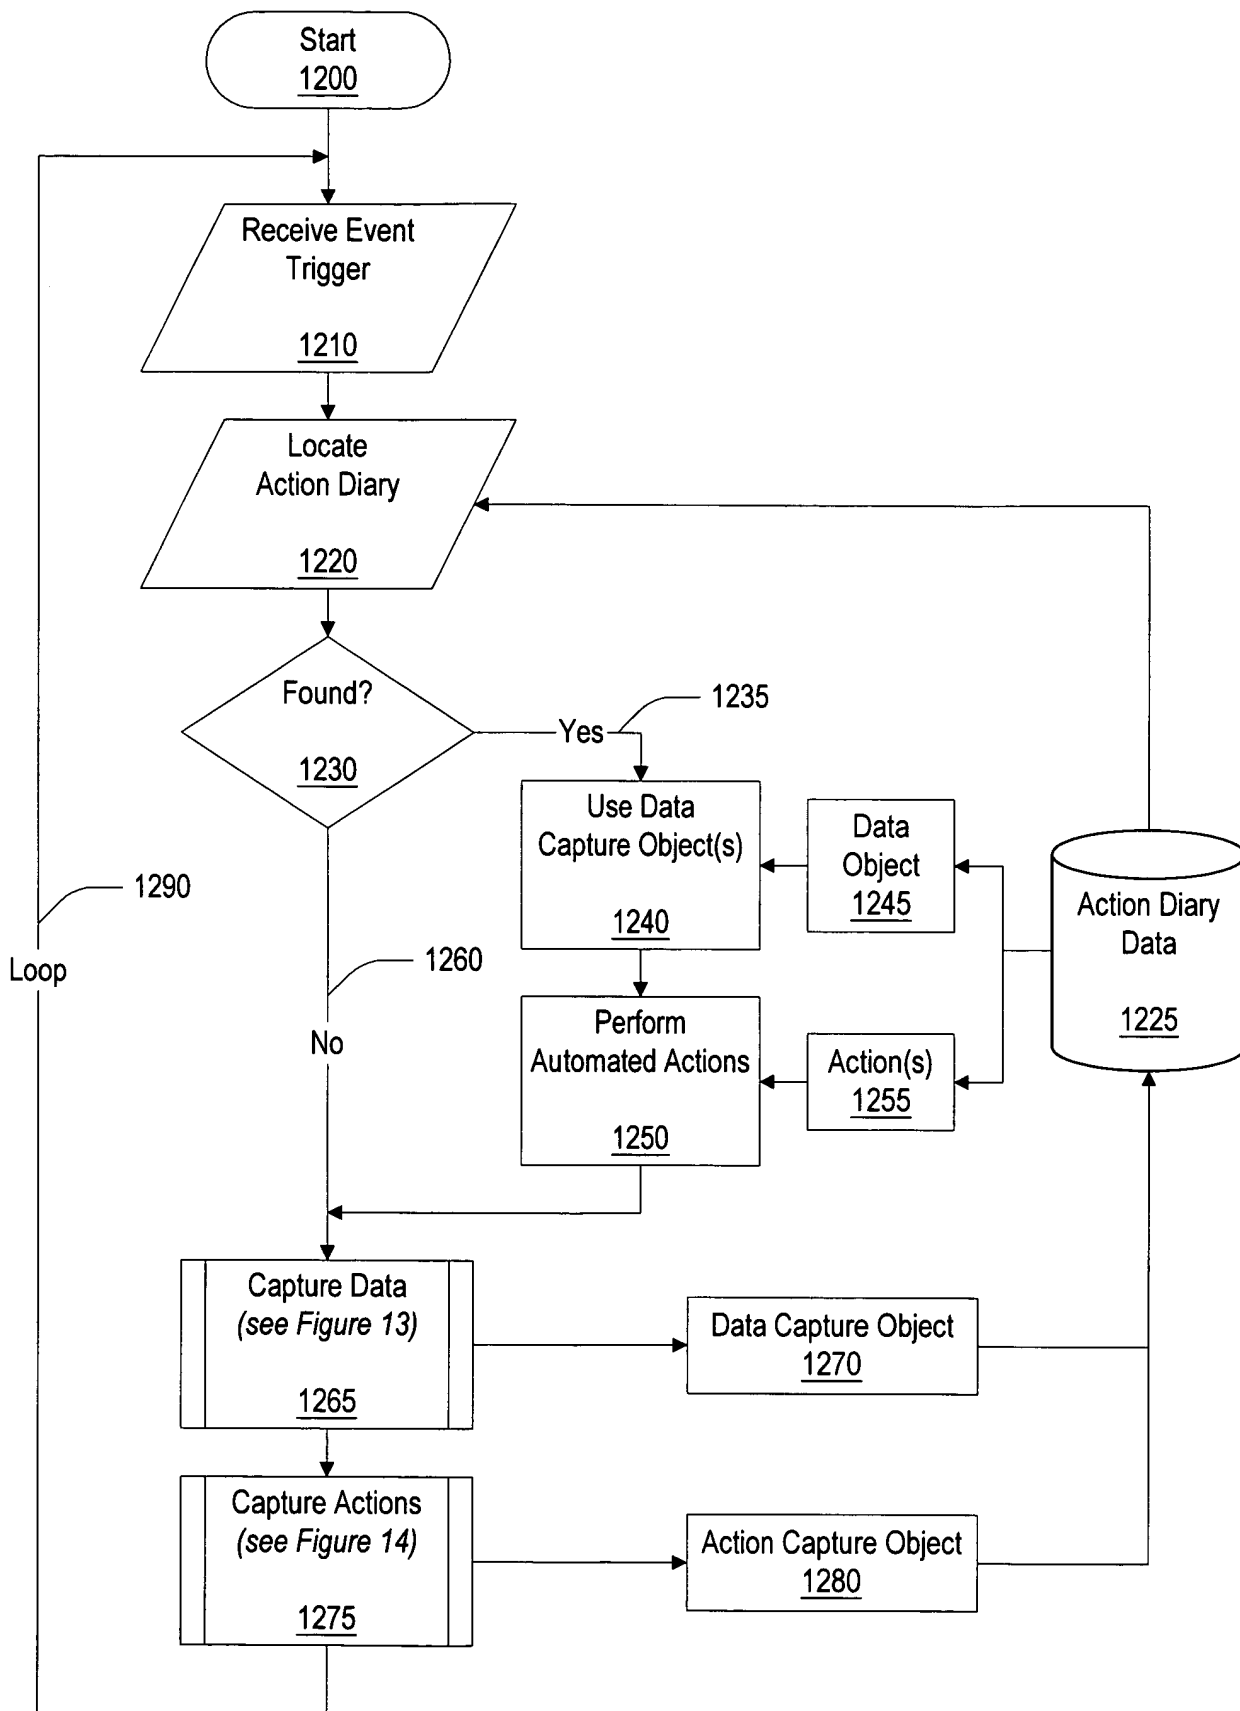 Start
1200
Receive Event
Trigger
1210
Locate
Action Diary
1220
Found?
1230
Yes
1235
Use Data
Capture Object(s)
1240
Data
Object
1245
Action Diary
Data
1225
1290
Loop
1260
No
Perform
Automated Actions
1250
Action(s)
1255
Capture Data
(see Figure 13)
1265
Data Capture Object
1270
Capture Actions
(see Figure 14)
1275
Action Capture Object
1280